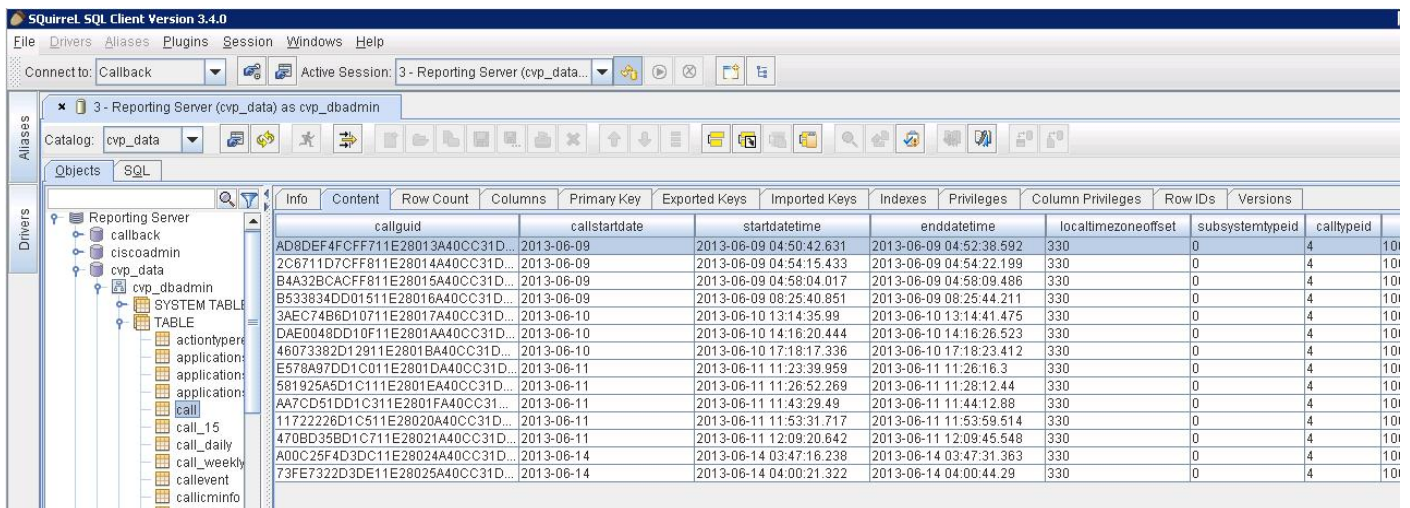 SQuirreL SQL Client Version 3.4.0
File Drivers Aliases Plugins Session Windows Help
Connect to: Callback Active Session: 3 - Reporting Server (cvp_data...
Aliases
Drivers
3 - Reporting Server (cvp_data) as cvp_dbadmin
Catalog: cvp_data
Objects SQL
Reporting Server
callback
ciscoadmin
cvp_data
cvp_dbadmin
SYSTEM TABLE
TABLE
actiontypere
application
application
application
call
call_15
call_daily
call_weekly
callevent
callicminfo
Info Content Row Count Columns Primary Key Exported Keys Imported Keys Indexes Privileges Column Privileges Row IDs Versions
callguid callstartdate startdatetime enddatetime localtimezoneoffset subsystemtypeid calltypeid
AD8DEF4FCFF711E28013A40CC31D... 2013-06-09 2013-06-09 04:50:42.631 2013-06-09 04:52:38.592 330 0 4 10
2C6711D7CFF811E28014A40CC31D... 2013-06-09 2013-06-09 04:54:15.433 2013-06-09 04:54:22.199 330 0 4 10
B4A32BCACFF811E28015A40CC31D... 2013-06-09 2013-06-09 04:58:04.017 2013-06-09 04:58:09.486 330 0 4 10
B533834DD01511E28016A40CC31D... 2013-06-09 2013-06-09 08:25:40.851 2013-06-09 08:25:44.211 330 0 4 10
3AEC74B6D10711E28017A40CC31D... 2013-06-10 2013-06-10 13:14:35.99 2013-06-10 13:14:41.475 330 0 4 10
DAE0048DD10F11E2801AA40CC31D... 2013-06-10 2013-06-10 14:16:20.444 2013-06-10 14:16:26.523 330 0 4 10
46073382D12911E2801BA40CC31D... 2013-06-10 2013-06-10 17:18:17.336 2013-06-10 17:18:23.412 330 0 4 10
E578A97DD1C011E2801DA40CC31D... 2013-06-11 2013-06-11 11:23:39.959 2013-06-11 11:26:16.3 330 0 4 10
581925A5D1C111E2801EA40CC31D... 2013-06-11 2013-06-11 11:26:52.269 2013-06-11 11:28:12.44 330 0 4 10
AA7CD51DD1C311E2801FA40CC31... 2013-06-11 2013-06-11 11:43:29.49 2013-06-11 11:44:12.88 330 0 4 10
11722226D1C511E28020A40CC31D... 2013-06-11 2013-06-11 11:53:31.717 2013-06-11 11:53:59.514 330 0 4 10
470BD35BD1C711E28021A40CC31D... 2013-06-11 2013-06-11 12:09:20.642 2013-06-11 12:09:45.548 330 0 4 10
A00C25F4D3DC11E28024A40CC31D... 2013-06-14 2013-06-14 03:47:16.238 2013-06-14 03:47:31.363 330 0 4 10
73FE7322D3DE11E28025A40CC31D... 2013-06-14 2013-06-14 04:00:21.322 2013-06-14 04:00:44.29 330 0 4 10